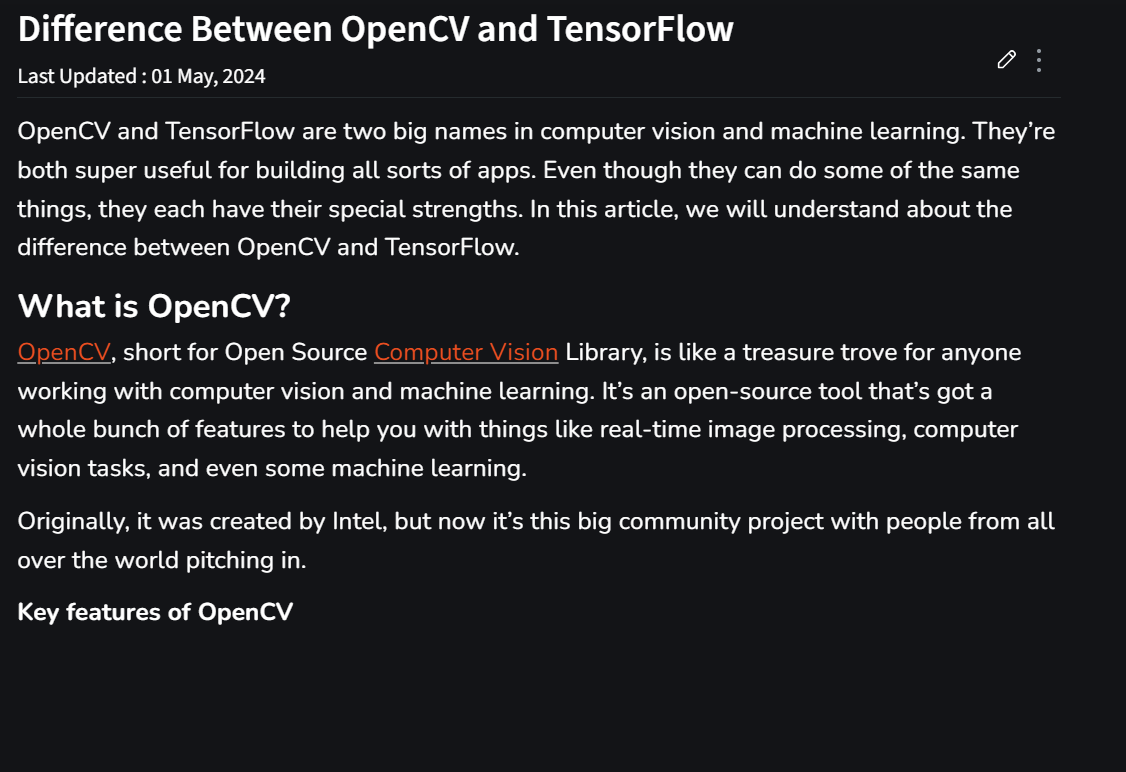 Difference Between OpenCV and TensorFlow
Last Updated : 01 May, 2024
OpenCV and TensorFlow are two big names in computer vision and machine learning. They’re
both super useful for building all sorts of apps. Even though they can do some of the same
things, they each have their special strengths. In this article, we will understand about the
difference between OpenCV and TensorFlow.
What is OpenCV?
OpenCV, short for Open Source Computer Vision Library, is like a treasure trove for anyone
working with computer vision and machine learning. It’s an open-source tool that’s got a
whole bunch of features to help you with things like real-time image processing, computer
vision tasks, and even some machine learning.
Originally, it was created by Intel, but now it’s this big community project with people from all
over the world pitching in.
Key features of OpenCV